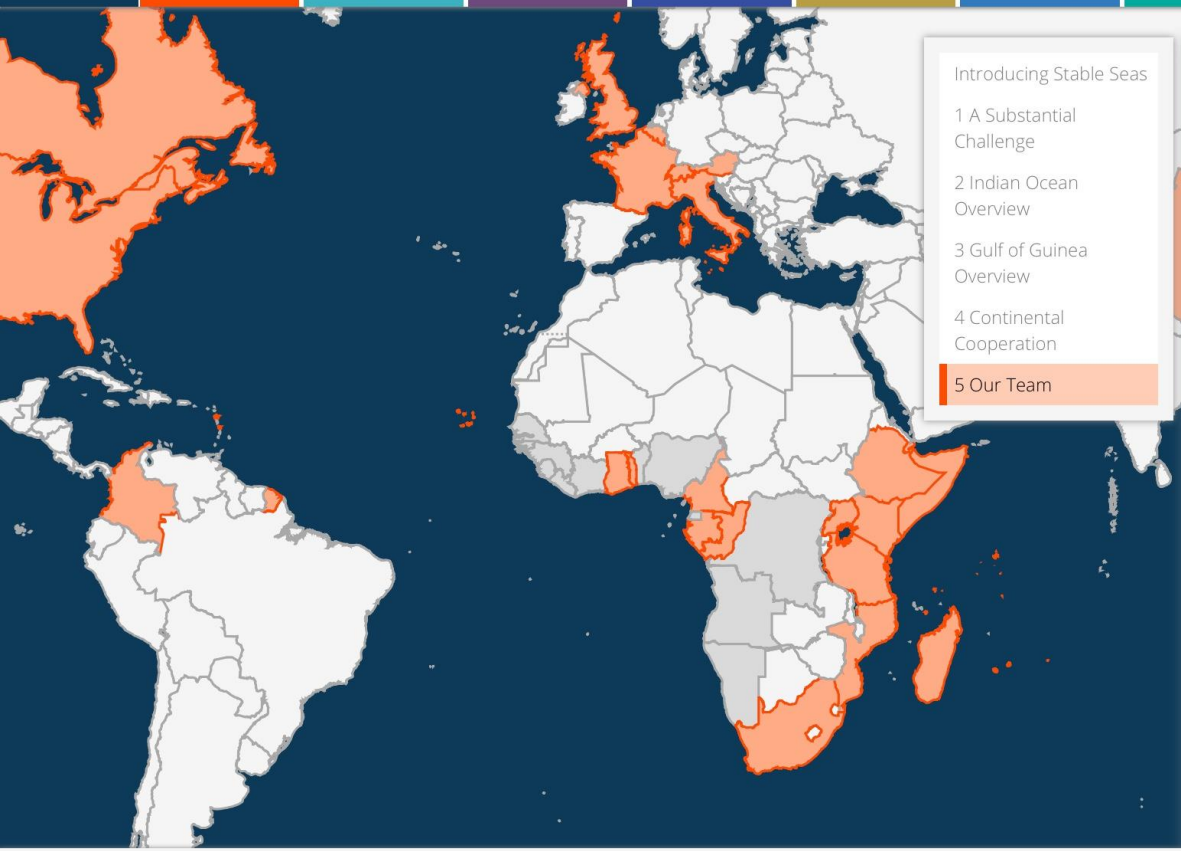 Introducing Stable Seas
1 A Substantial
Challenge
2 Indian Ocean
Overview
3 Gulf of Guinea
Overview
4 Continental
Cooperation
5 Our Team